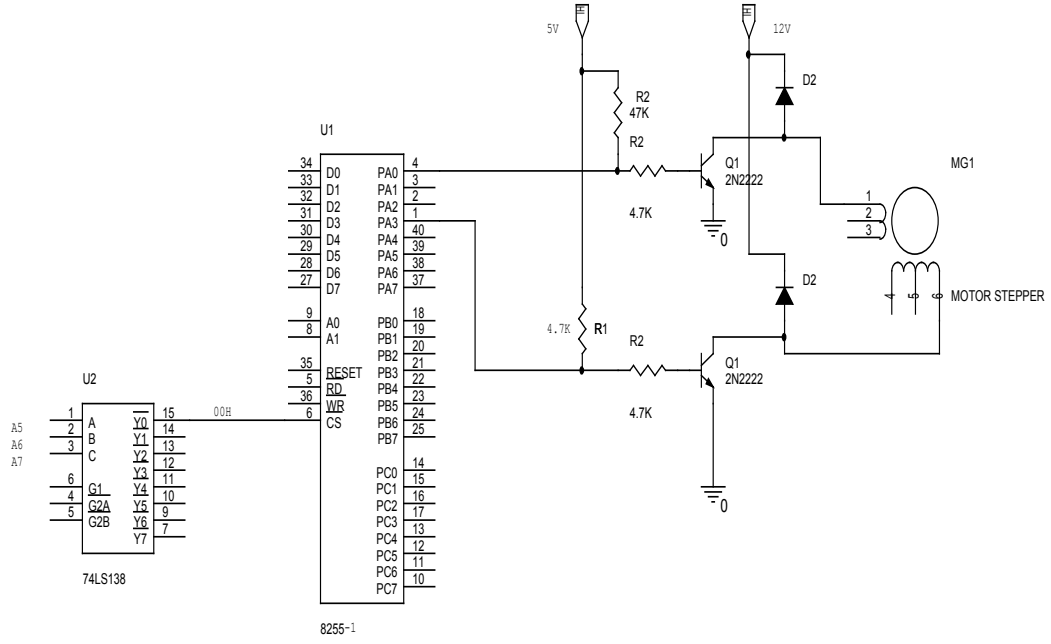 5V
12V
D2
R2
47K
R2
4.7K
Q1
2N2222
0
MG1
1
2
3
4
5
6
MOTOR STEPPER
D2
4.7K
R1
R2
4.7K
Q1
2N2222
0
U1
34 D0 PA0 4
33 D1 PA1 3
32 D2 PA2 2
31 D3 PA3 1
30 D4 PA4 40
29 D5 PA5 39
28 D6 PA6 38
27 D7 PA7 37
9 A0 PB0 18
8 A1 PB1 19
PB2 20
35 RESET PB3 21
5 RD PB4 22
36 WR PB5 23
6 CS PB6 24
PB7 25
PC0 14
PC1 15
PC2 16
PC3 17
PC4 13
PC5 12
PC6 11
PC7 10
8255-1
00H
U2
A5 1 A Y0 15
A6 2 B Y1 14
A7 3 C Y2 13
Y3 12
6 G1 Y4 11
4 G2A Y5 10
5 G2B Y6 9
Y7 7
74LS138